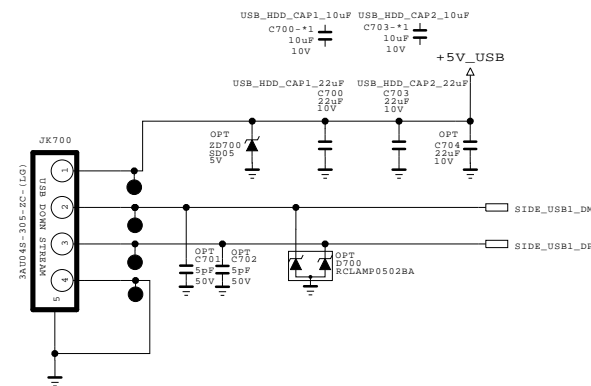 USB_HDD_CAP1_10uF USB_HDD_CAP2_10uF
C700-*1
10uF
10V
C703-*1
10uF
10V
+5V_USB
USB_HDD_CAP1_22uF USB_HDD_CAP2_22uF
C700
22uF
10V
C703
22uF
10V
OPT
ZD700
SD05
5V
OPT
C704
22uF
10V
JK700
3AU04S-305-ZC-(LG)
USB DOWN STREAM
1
2
3
4
5
SIDE_USB1_DM
SIDE_USB1_DP
OPT
C701
5pF
50V
OPT
C702
5pF
50V
OPT
D700
RCLAMP0502BA